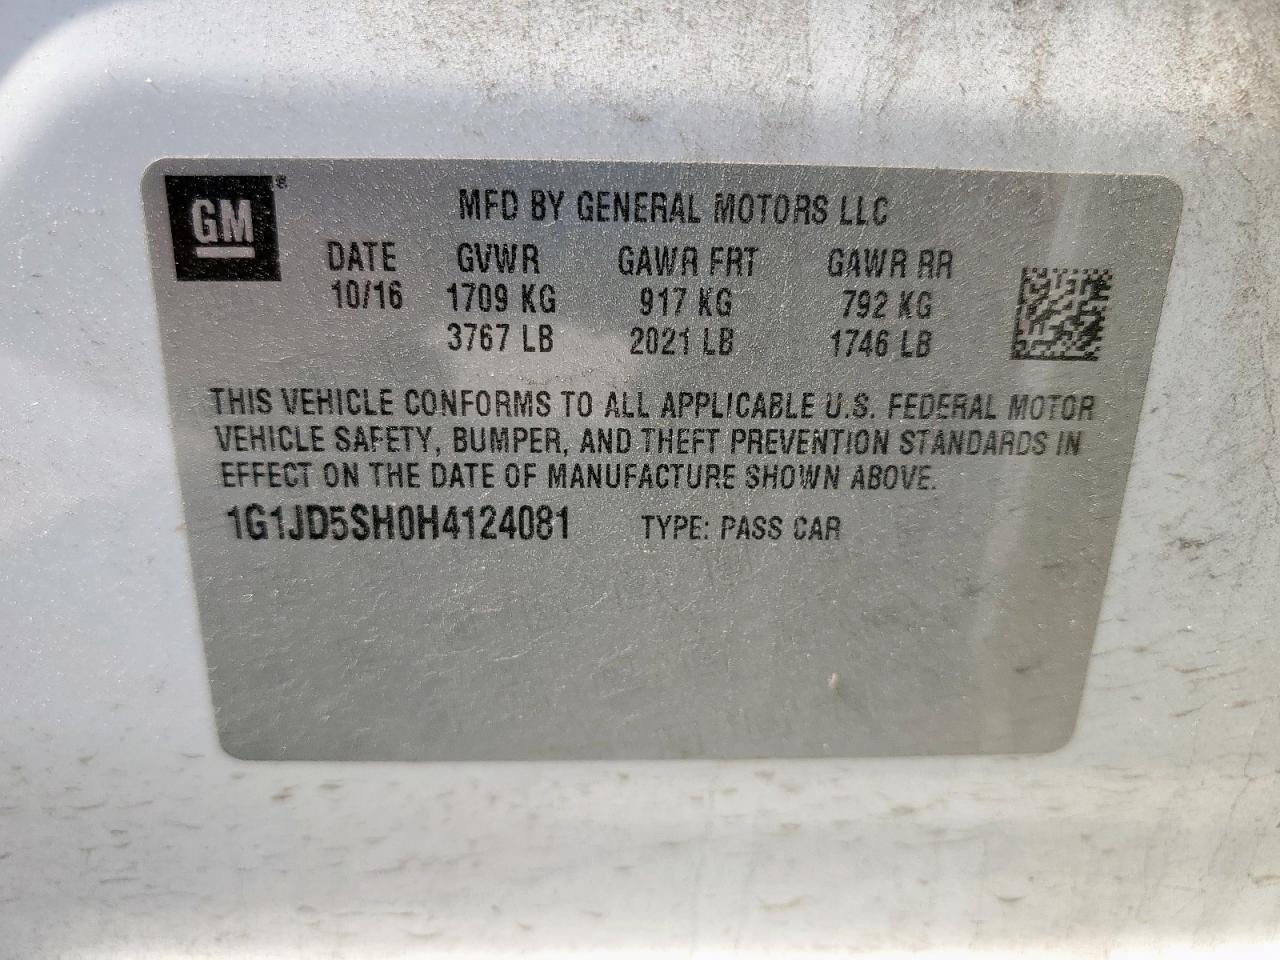 GM®
MFD BY GENERAL MOTORS LLC
DATE GVWR GAWR FRT GAWR RR
10/16 1709 KG 917 KG 792 KG
3767 LB 2021 LB 1746 LB
THIS VEHICLE CONFORMS TO ALL APPLICABLE U.S. FEDERAL MOTOR
VEHICLE SAFETY, BUMPER, AND THEFT PREVENTION STANDARDS IN
EFFECT ON THE DATE OF MANUFACTURE SHOWN ABOVE.
1G1JD5SH0H4124081 TYPE: PASS CAR